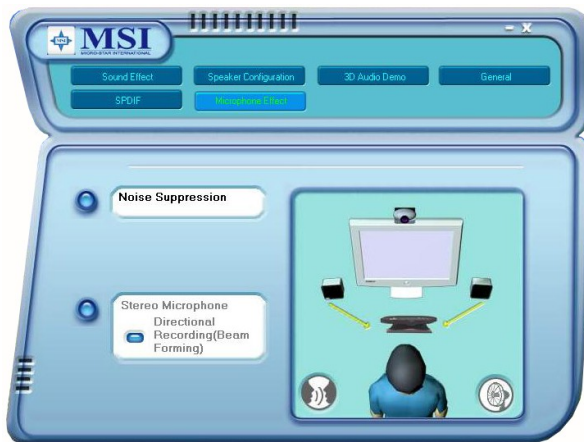 MSI
MICRO-STAR INTERNATIONAL
Sound Effect
Speaker Configuration
3D Audio Demo
General
SPDIF
Microphone Effect
Noise Suppression
Stereo Microphone
Directional
Recording(Beam
Forming)